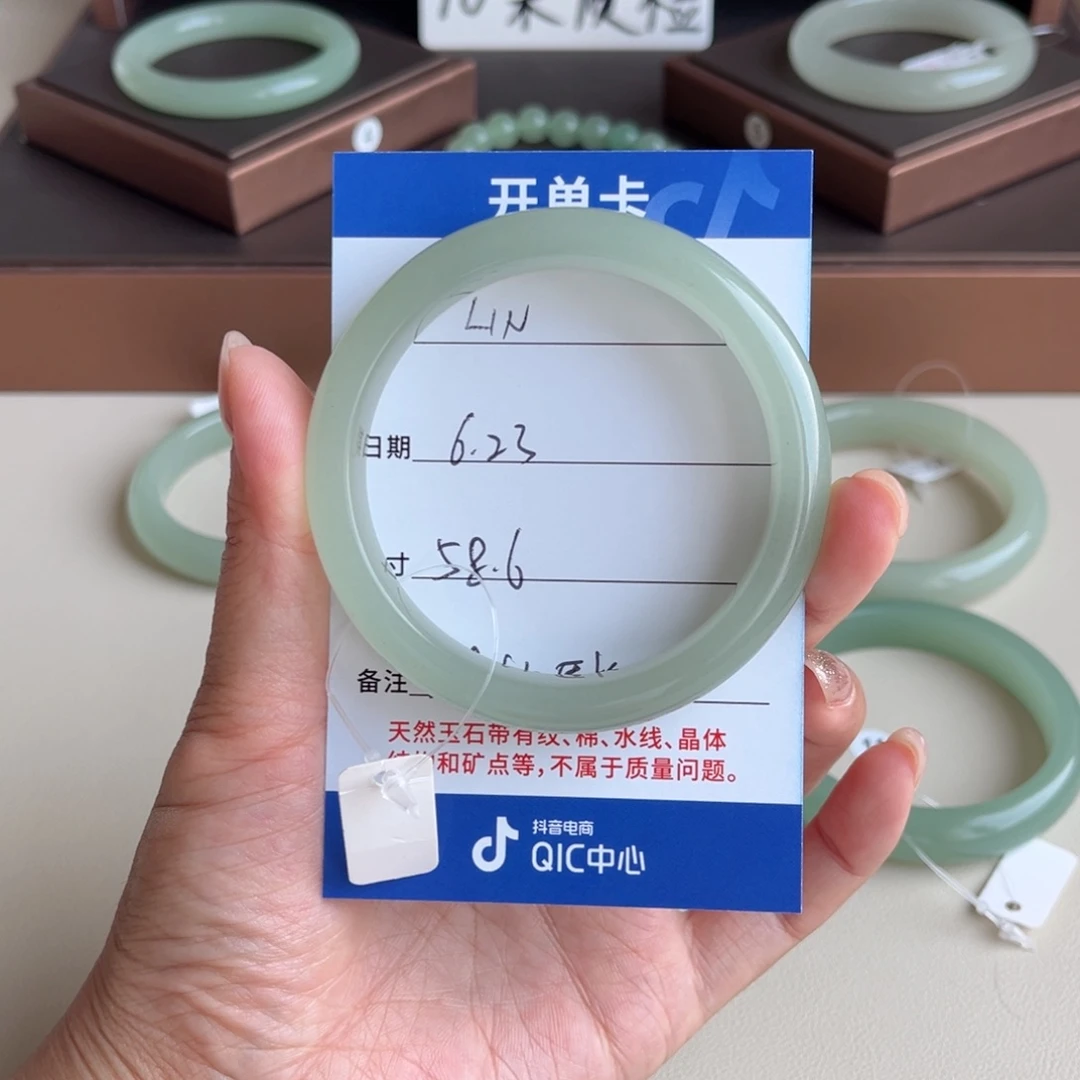 开单卡
LIN
日期 6.23
寸 58.6
备注
天然玉石带有纹、棉、水线、晶体
和矿点等，不属于质量问题。
抖音电商
QIC中心